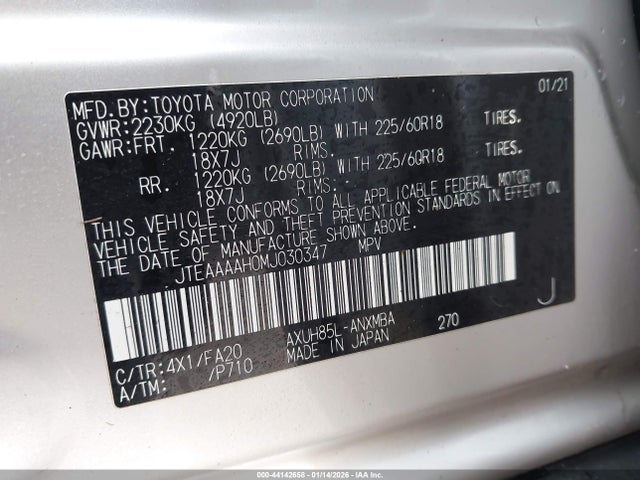 01/21
MFD.BY:TOYOTA MOTOR CORPORATION
GVWR:2230KG (4920LB)
GAWR:FRT. 1220KG (2690LB) WITH 225/60R18 TIRES.
18X7J RIMS.
RR. 1220KG (2690LB) WITH 225/60R18 TIRES.
18X7J RIMS.
THIS VEHICLE CONFORMS TO ALL APPLICABLE FEDERAL MOTOR
VEHICLE SAFETY AND THEFT PREVENTION STANDARDS IN EFFECT ON
THE DATE OF MANUFACTURE SHOWN ABOVE.
JTEAAAAH0MJ030347 MPV
AXUH85L-ANXMBA 270 J
C/TR:4X1/FA20 MADE IN JAPAN
A/TM: /P710
000-44142658 - 01/14/2026 - IAAI, INC.